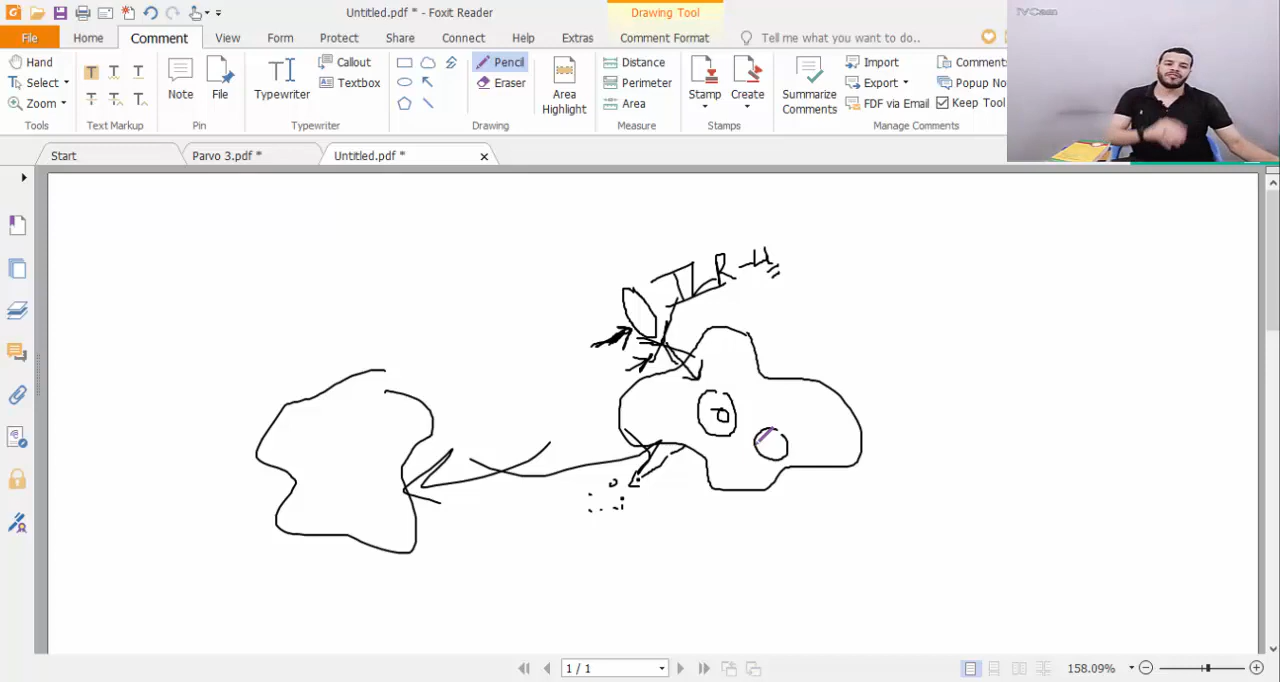 Untitled.pdf * - Foxit Reader
Drawing Tool
File Home Comment View Form Protect Share Connect Help Extras Comment Format Tell me what you want to do..
Hand
Select
Zoom
Tools
T T T
T T T
Text Markup
Note
File
Pin
Typewriter
Callout
Textbox
Typewriter
Pencil
Eraser
Drawing
Area
Highlight
Distance
Perimeter
Area
Measure
Stamp
Create
Stamps
Summarize
Comments
Import
Export
FDF via Email
Comment
Popup No
Keep Tool
Manage Comments
iVCam
Start
Parvo 3.pdf *
Untitled.pdf *
1 / 1
158.09%